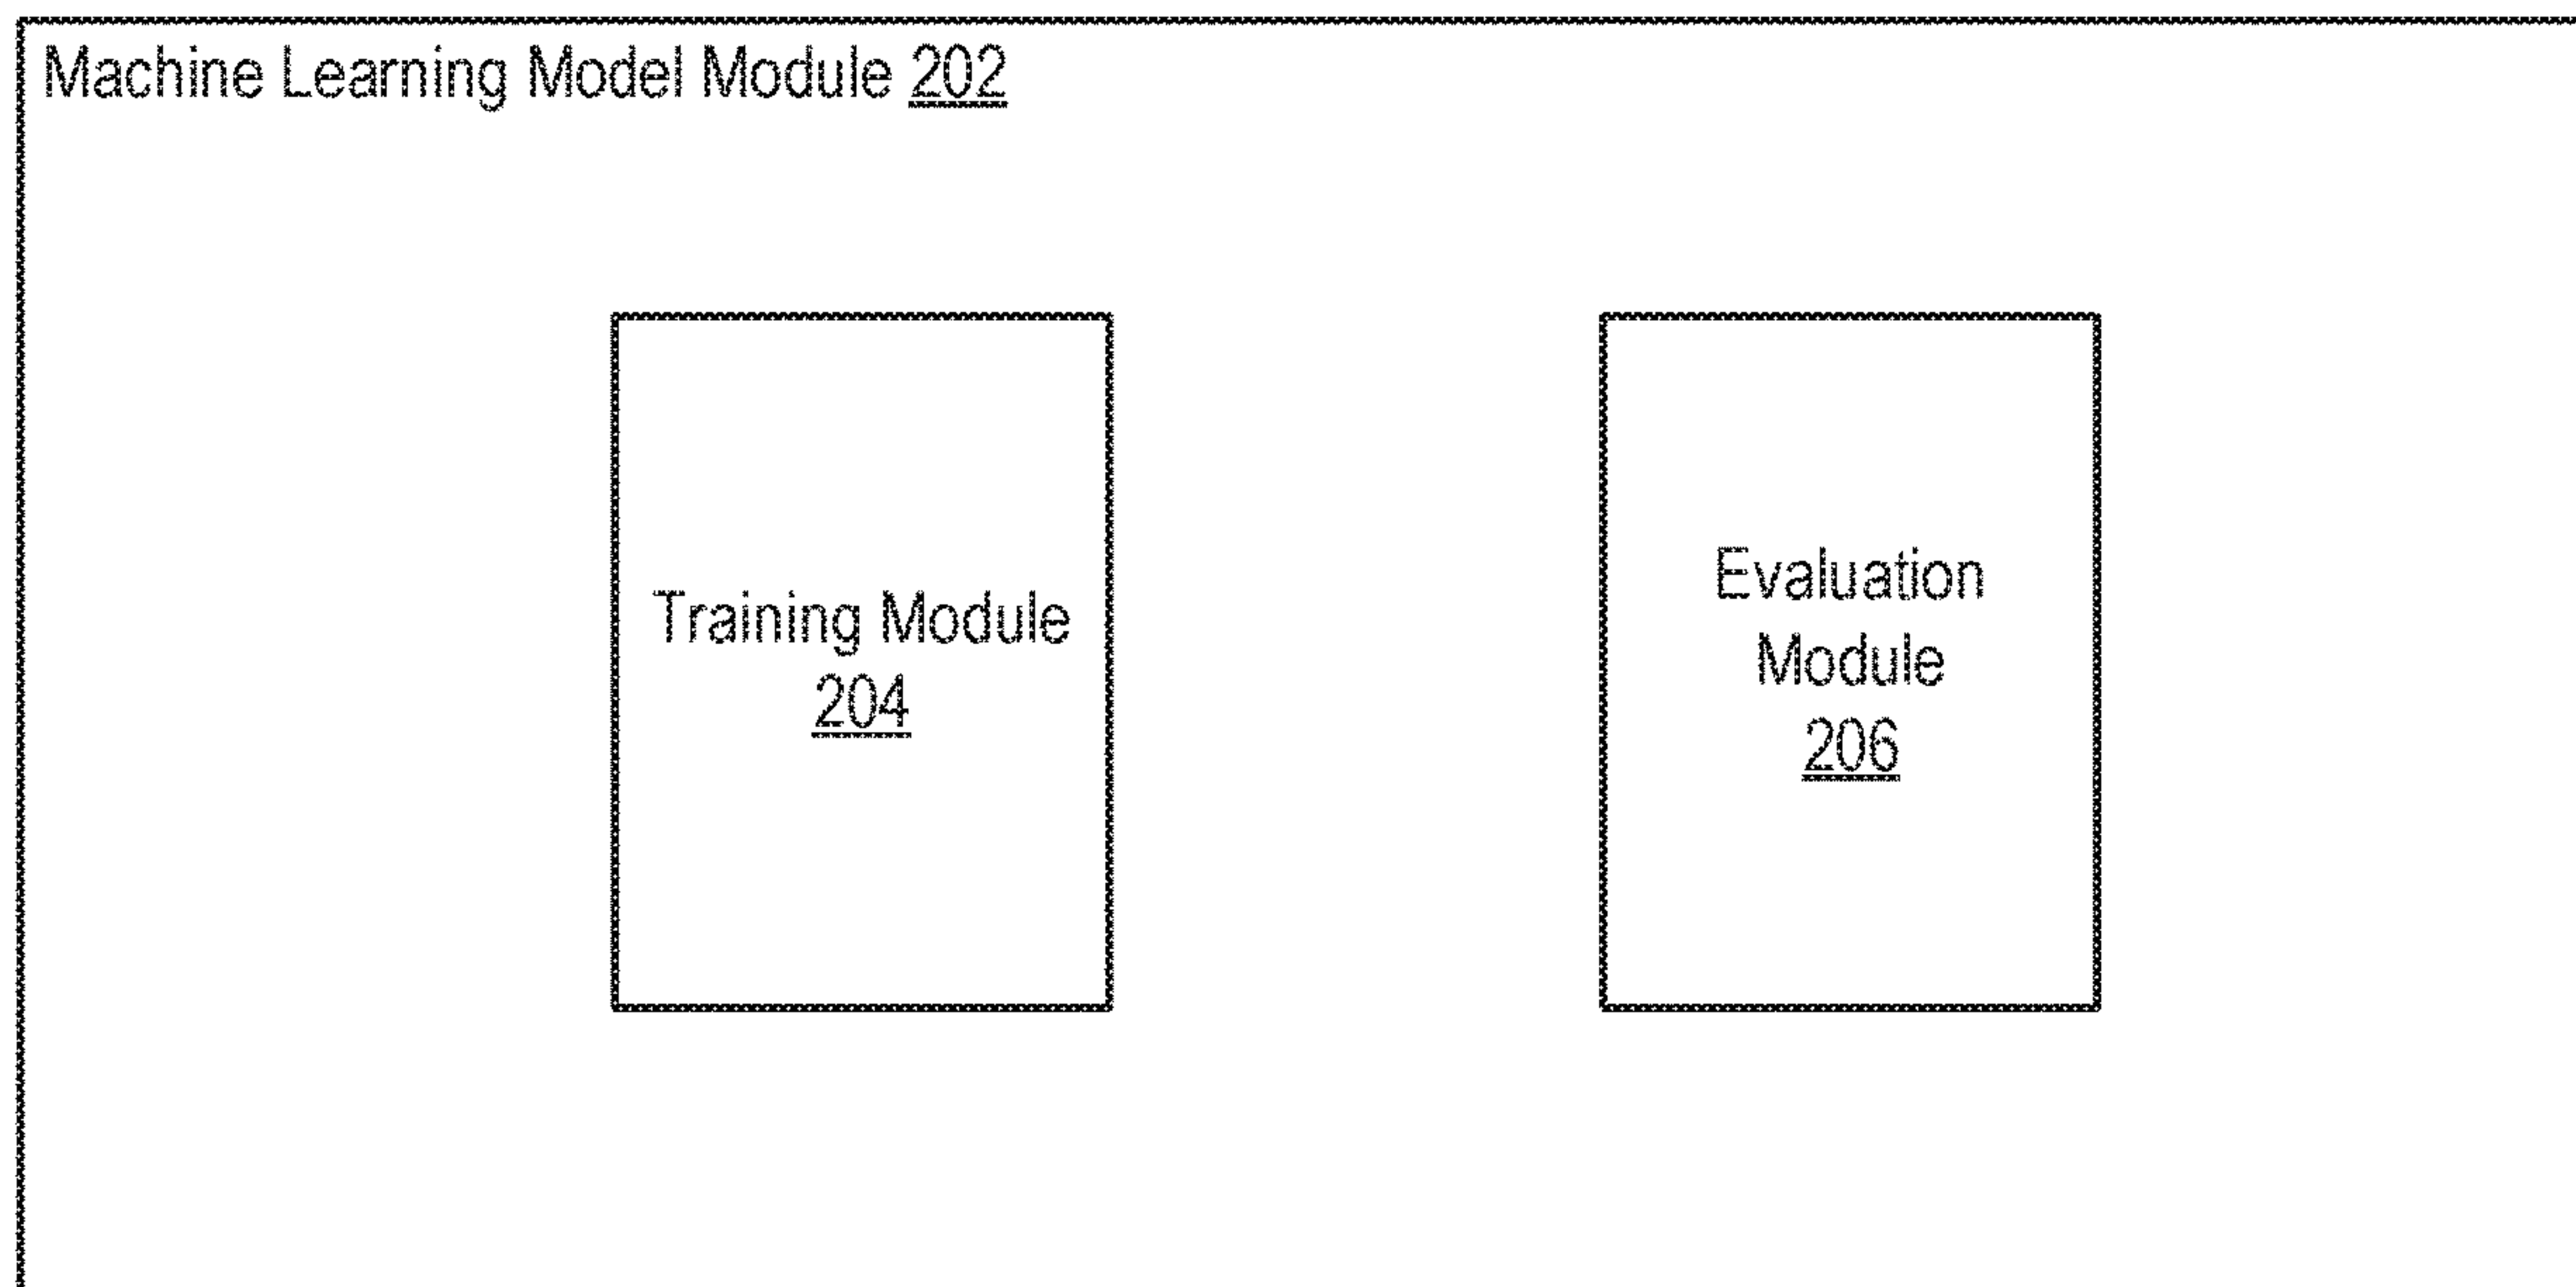 Machine Learning Model Module 202
Training Module
204
Evaluation
Module
206